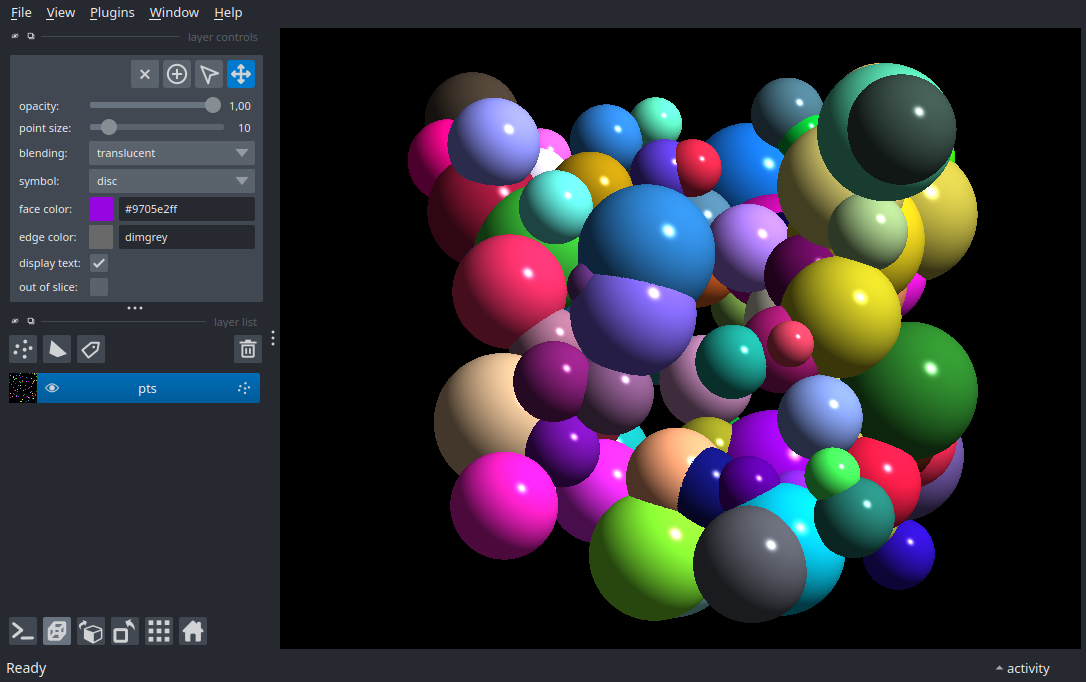 File View Plugins Window Help
layer controls
opacity: 1,00
point size: 10
blending: translucent
symbol: disc
face color: #9705e2ff
edge color: dimgrey
display text:
out of slice:
layer list
pts
Ready
activity